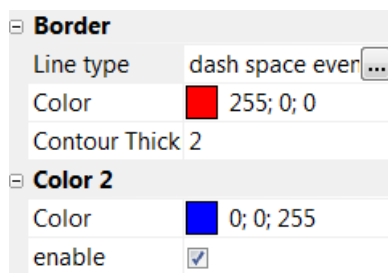 Border
Line type dash space even ...
Color 255; 0; 0
Contour Thick 2
Color 2
Color 0; 0; 255
enable